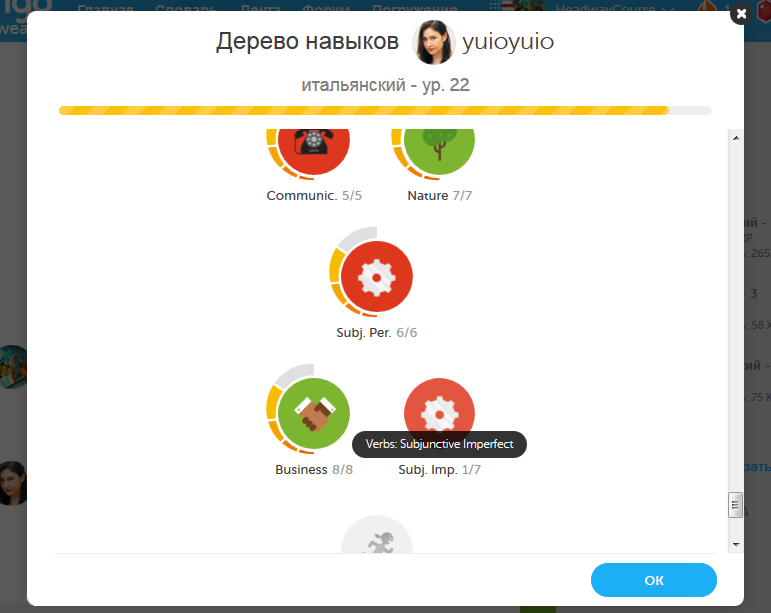 Главная Словарь Лента Форум Погружение HeadwayCourse
Дерево навыков yuioyuio
итальянский - ур. 22
Communic. 5/5 Nature 7/7
Subj. Per. 6/6
Verbs: Subjunctive Imperfect
Business 8/8 Subj. Imp. 1/7
OK